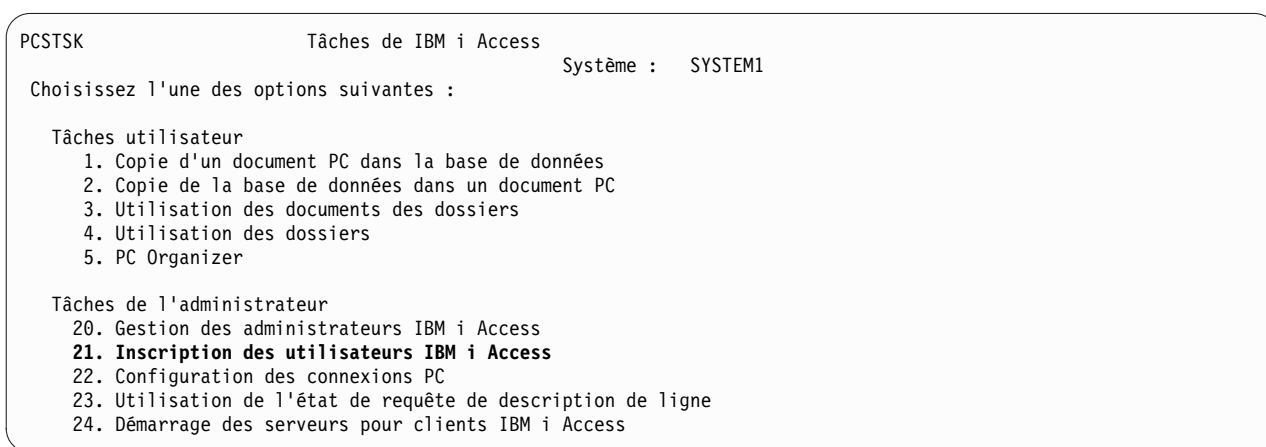 PCSTSK Tâches de IBM i Access
Système : SYSTEM1
Choisissez l'une des options suivantes :
Tâches utilisateur
1. Copie d'un document PC dans la base de données
2. Copie de la base de données dans un document PC
3. Utilisation des documents des dossiers
4. Utilisation des dossiers
5. PC Organizer
Tâches de l'administrateur
20. Gestion des administrateurs IBM i Access
21. Inscription des utilisateurs IBM i Access
22. Configuration des connexions PC
23. Utilisation de l'état de requête de description de ligne
24. Démarrage des serveurs pour clients IBM i Access